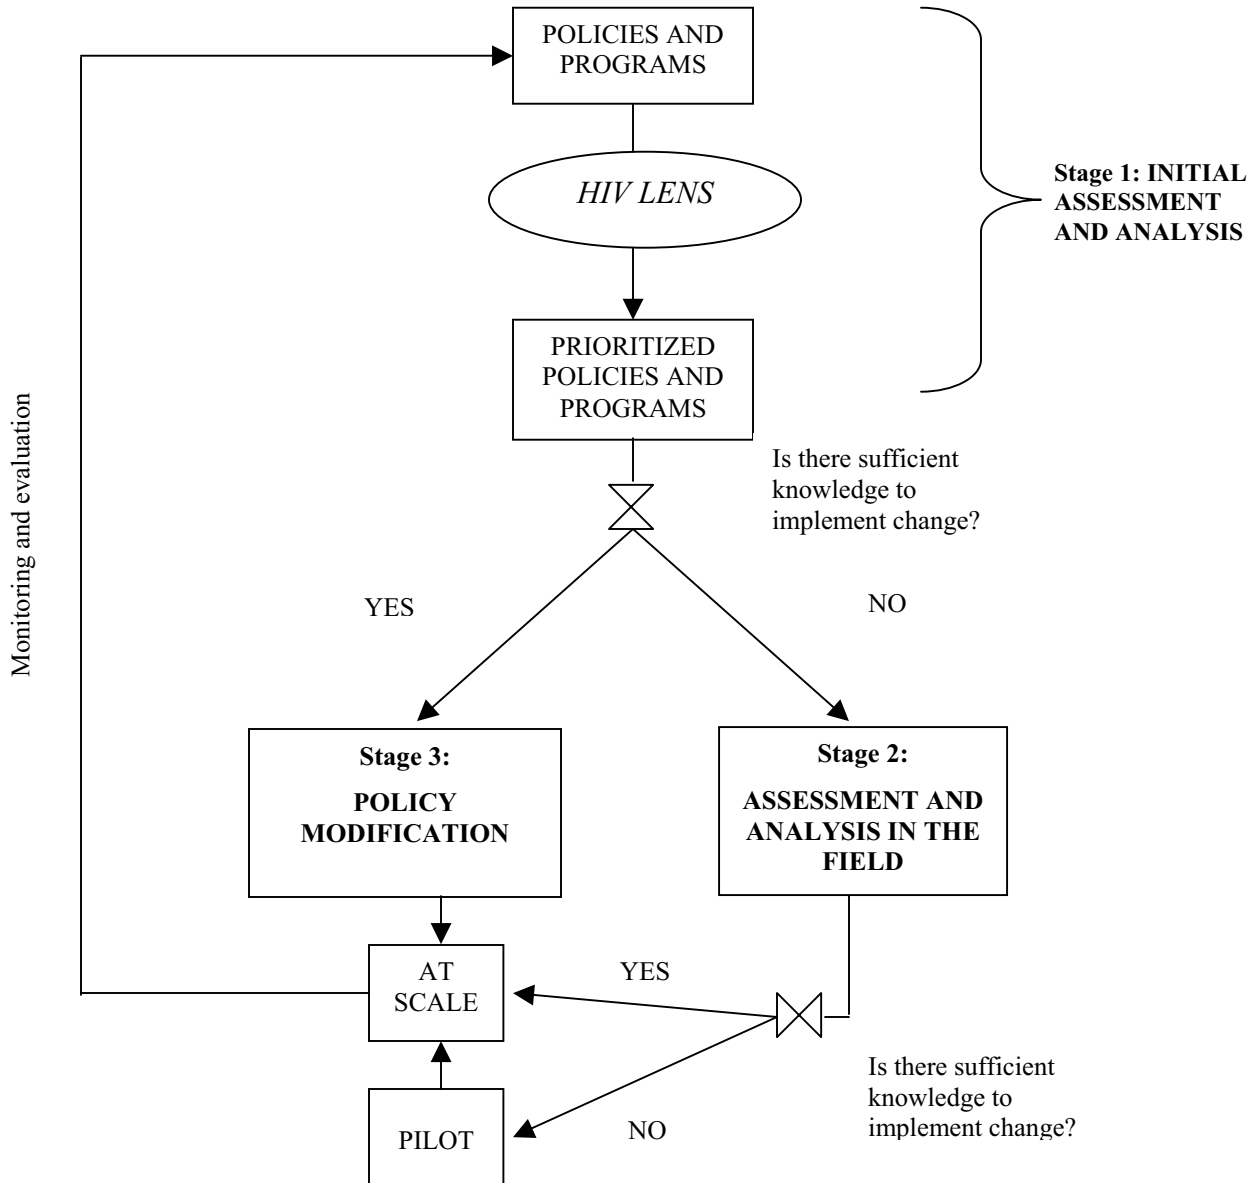 POLICIES AND
PROGRAMS
HIV LENS
Stage 1: INITIAL
ASSESSMENT
AND ANALYSIS
PRIORITIZED
POLICIES AND
PROGRAMS
Is there sufficient
knowledge to
implement change?
Monitoring and evaluation
YES
NO
Stage 3:
POLICY
MODIFICATION
Stage 2:
ASSESSMENT AND
ANALYSIS IN THE
FIELD
AT
SCALE
YES
Is there sufficient
knowledge to
implement change?
PILOT
NO